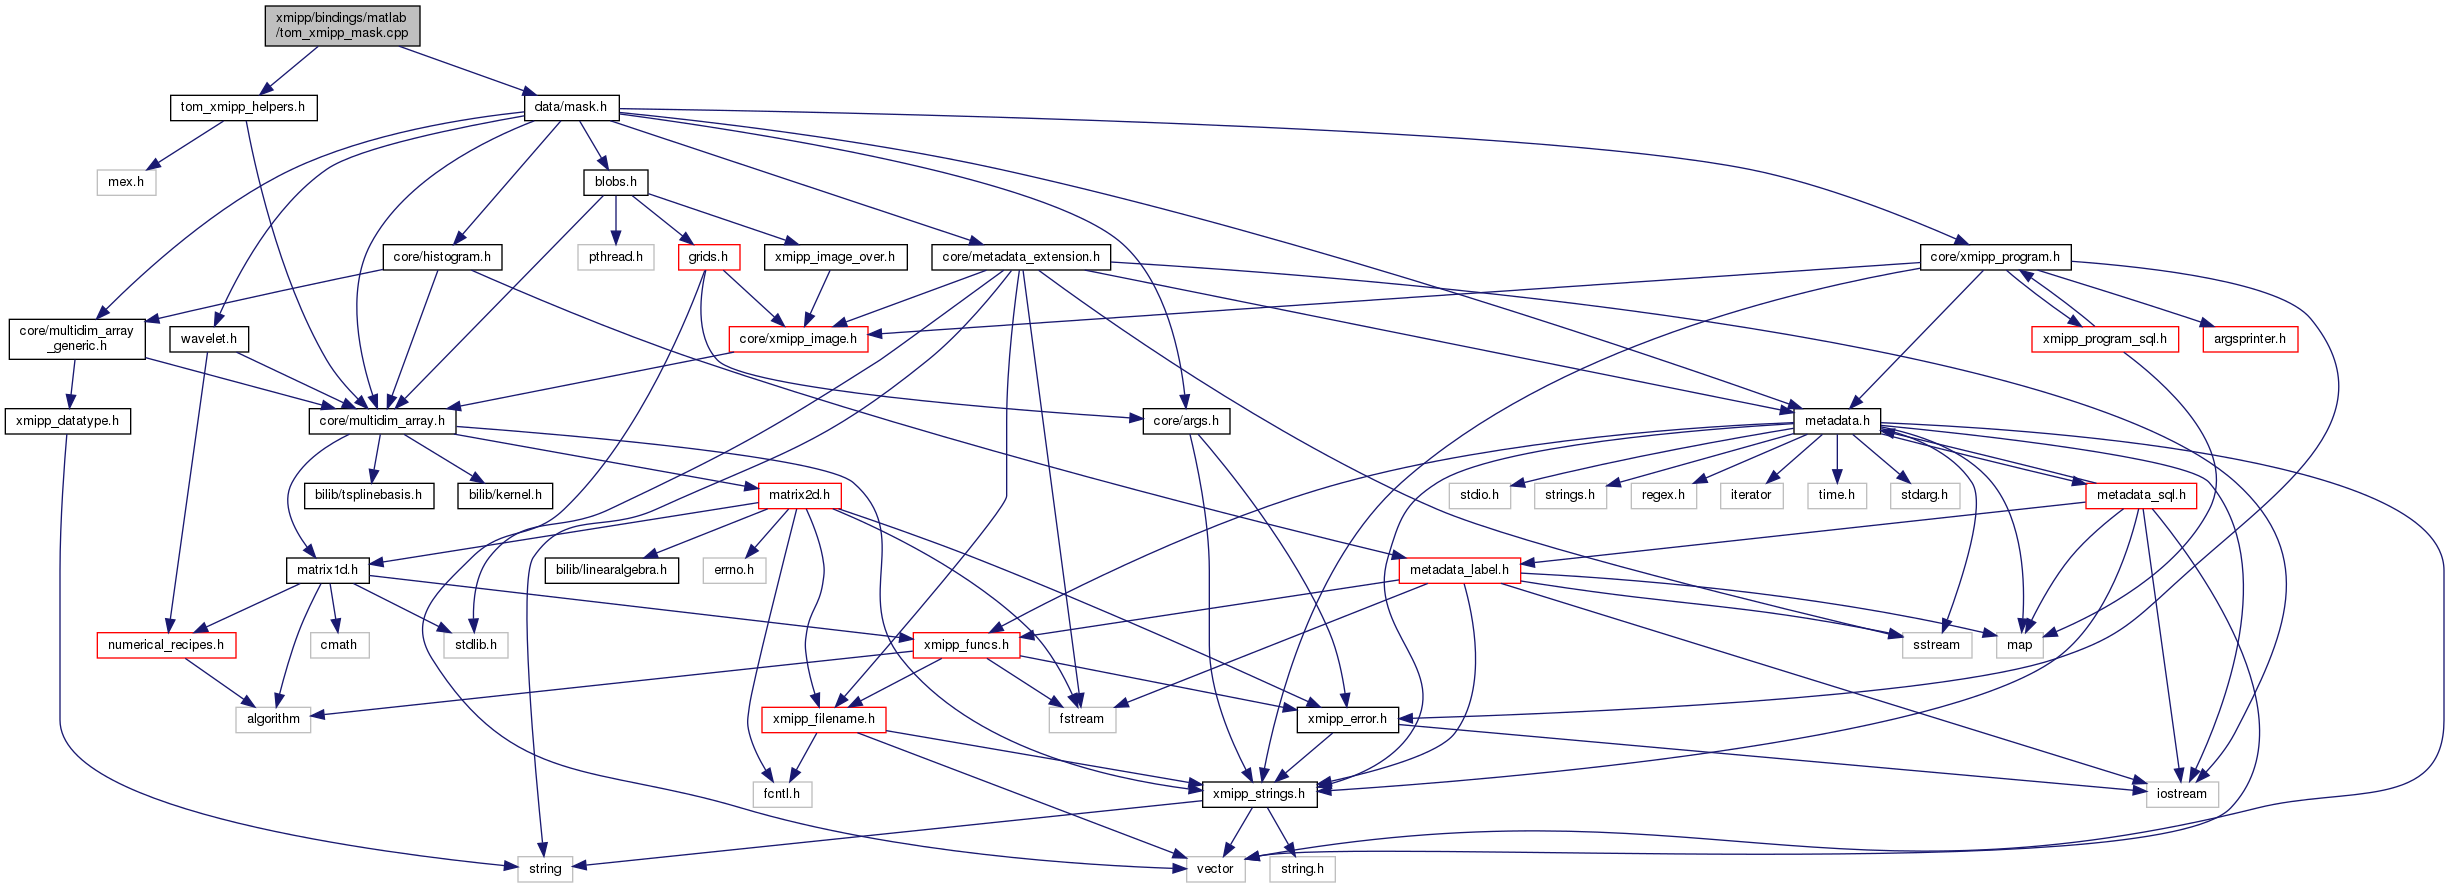 xmipp/bindings/matlab
/tom_xmipp_mask.cpp
tom_xmipp_helpers.h
data/mask.h
mex.h
blobs.h
core/histogram.h
pthread.h
grids.h
xmipp_image_over.h
core/metadata_extension.h
core/xmipp_program.h
core/multidim_array
_generic.h
wavelet.h
core/xmipp_image.h
xmipp_program_sql.h
argsprinter.h
xmipp_datatype.h
core/multidim_array.h
core/args.h
metadata.h
bilib/tsplinebasis.h
bilib/kernel.h
matrix2d.h
stdio.h
strings.h
regex.h
iterator
time.h
stdarg.h
metadata_sql.h
matrix1d.h
bilib/linearalgebra.h
errno.h
metadata_label.h
numerical_recipes.h
cmath
stdlib.h
xmipp_funcs.h
sstream
map
algorithm
xmipp_filename.h
fstream
xmipp_error.h
fcntl.h
xmipp_strings.h
iostream
string
vector
string.h